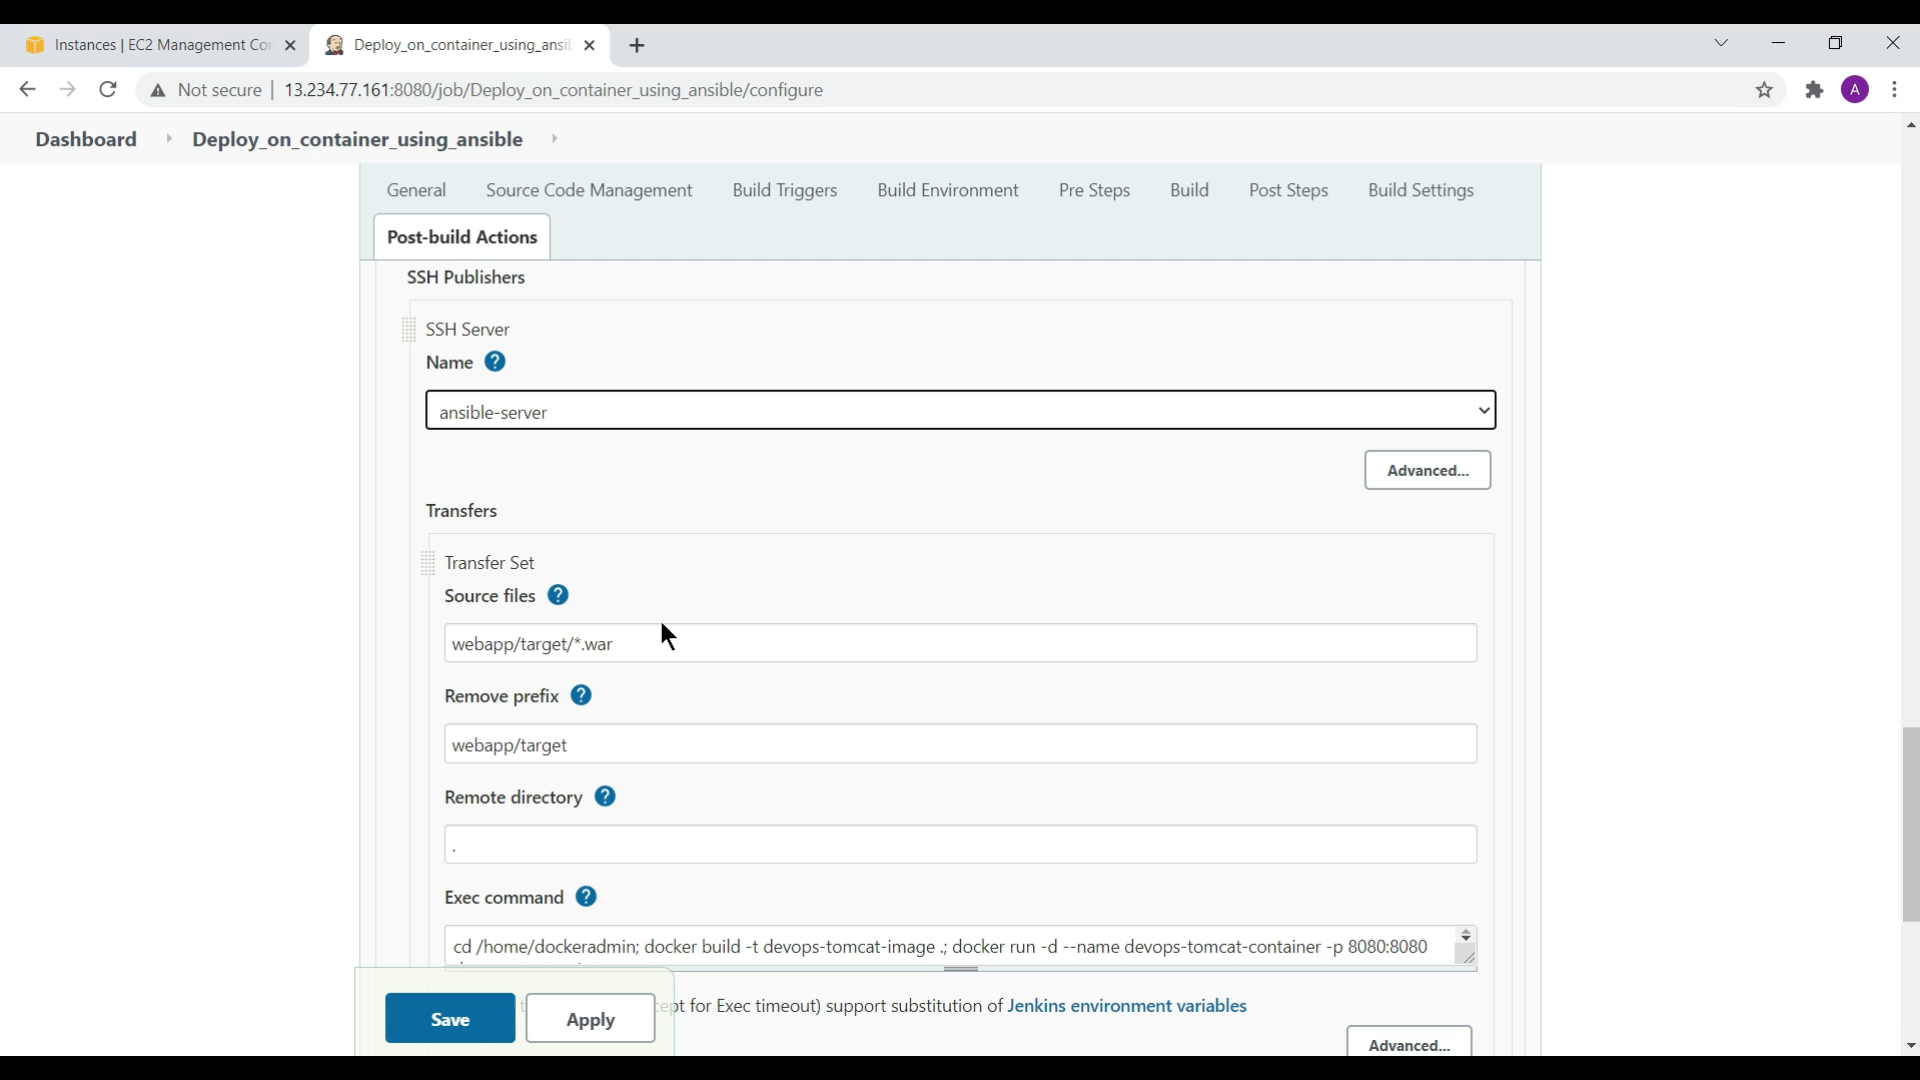 Instances | EC2 Management Cor
Deploy_on_container_using_ansil
Not secure | 13.234.77.161:8080/job/Deploy_on_container_using_ansible/configure
A
Dashboard
Deploy_on_container_using_ansible
General
Source Code Management
Build Triggers
Build Environment
Pre Steps
Build
Post Steps
Build Settings
Post-build Actions
SSH Publishers
SSH Server
Name ?
ansible-server
Advanced...
Transfers
Transfer Set
Source files ?
webapp/target/*.war
Remove prefix ?
webapp/target
Remote directory ?
.
Exec command ?
cd /home/dockeradmin; docker build -t devops-tomcat-image .; docker run -d --name devops-tomcat-container -p 8080:8080
ept for Exec timeout) support substitution of Jenkins environment variables
Save
Apply
Advanced...